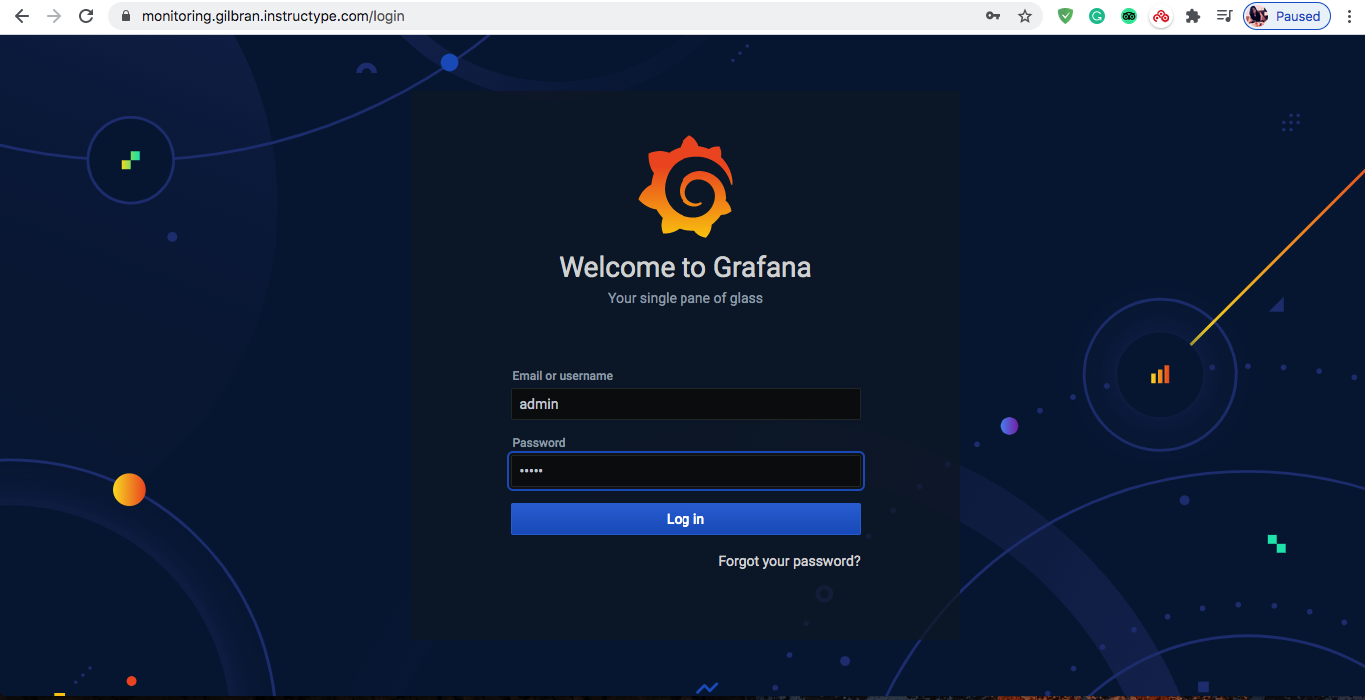 monitoring.gilbran.instructype.com/login
Paused
Welcome to Grafana
Your single pane of glass
Email or username
admin
Password
•••••
Log in
Forgot your password?